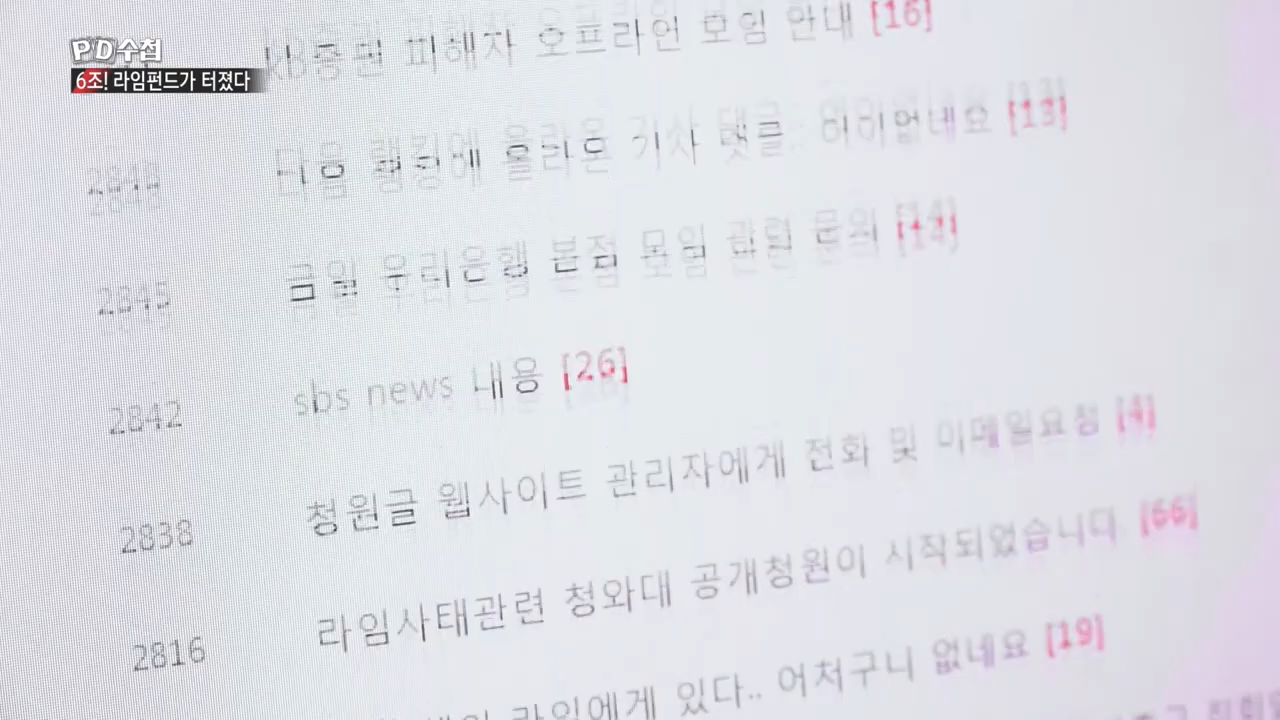 PD수첩
6조! 라임펀드가 터졌다
kB증권 피해자 오프라인 모임 안내 [16]
2848 다음 랭킹에 올라온 기사 댓글.. 어이없네요 [13]
2845 금일 우리은행 본점 모임 관련 문의 [14]
2842 sbs news 내용 [26]
2838 청원글 웹사이트 관리자에게 전화 및 이메일요청 [4]
2816 라임사태관련 청와대 공개청원이 시작되었습니다 [66]
라임에게 있다.. 어처구니 없네요 [19]